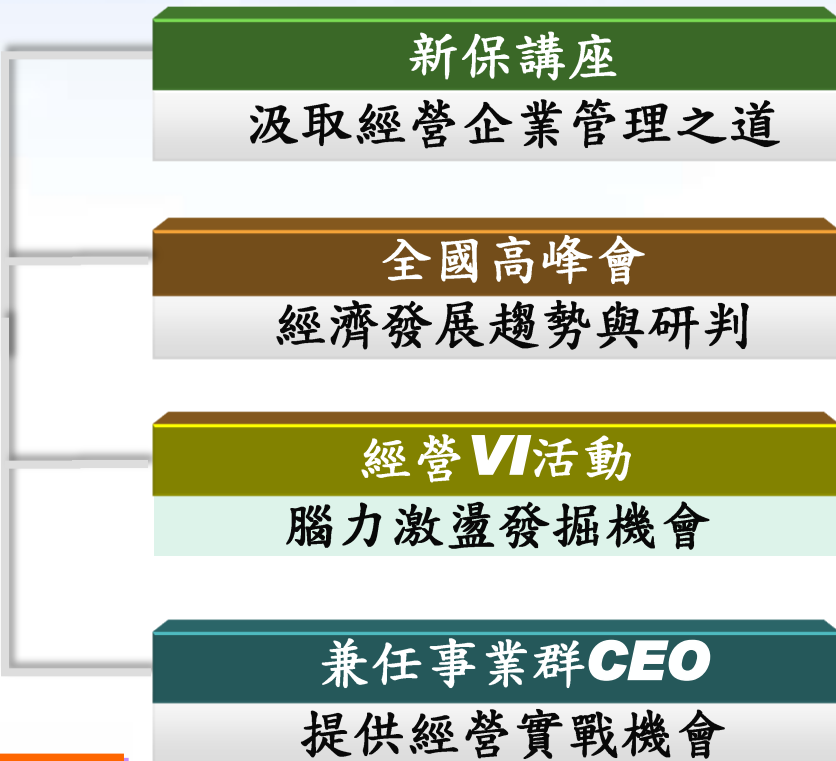 新保講座
汲取經營企業管理之道
全國高峰會
經濟發展趨勢與研判
經營VI活動
腦力激盪發掘機會
兼任事業群CEO
提供經營實戰機會